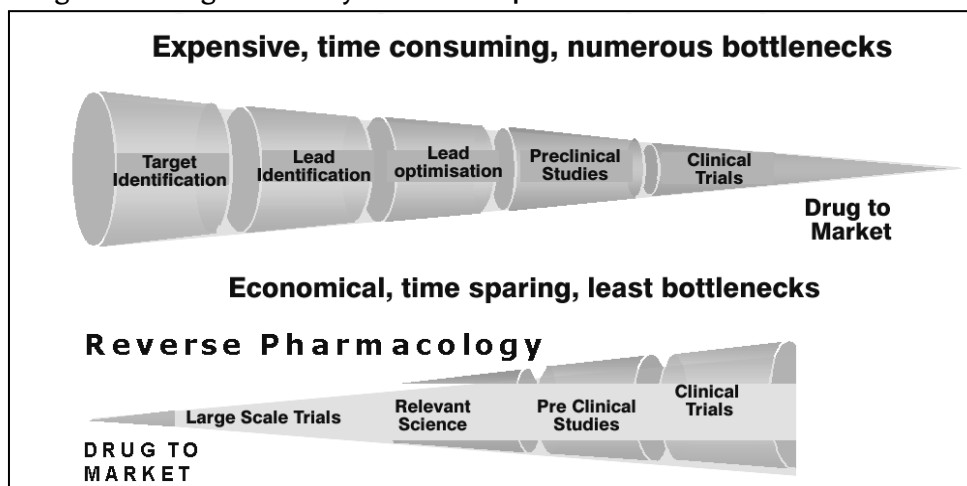 Expensive, time consuming, numerous bottlenecks
Target
Identification
Lead
Identification
Lead
optimisation
Preclinical
Studies
Clinical
Trials
Drug to
Market
Economical, time sparing, least bottlenecks
Reverse Pharmacology
Large Scale Trials
Relevant
Science
Pre Clinical
Studies
Clinical
Trials
DRUG TO
MARKET